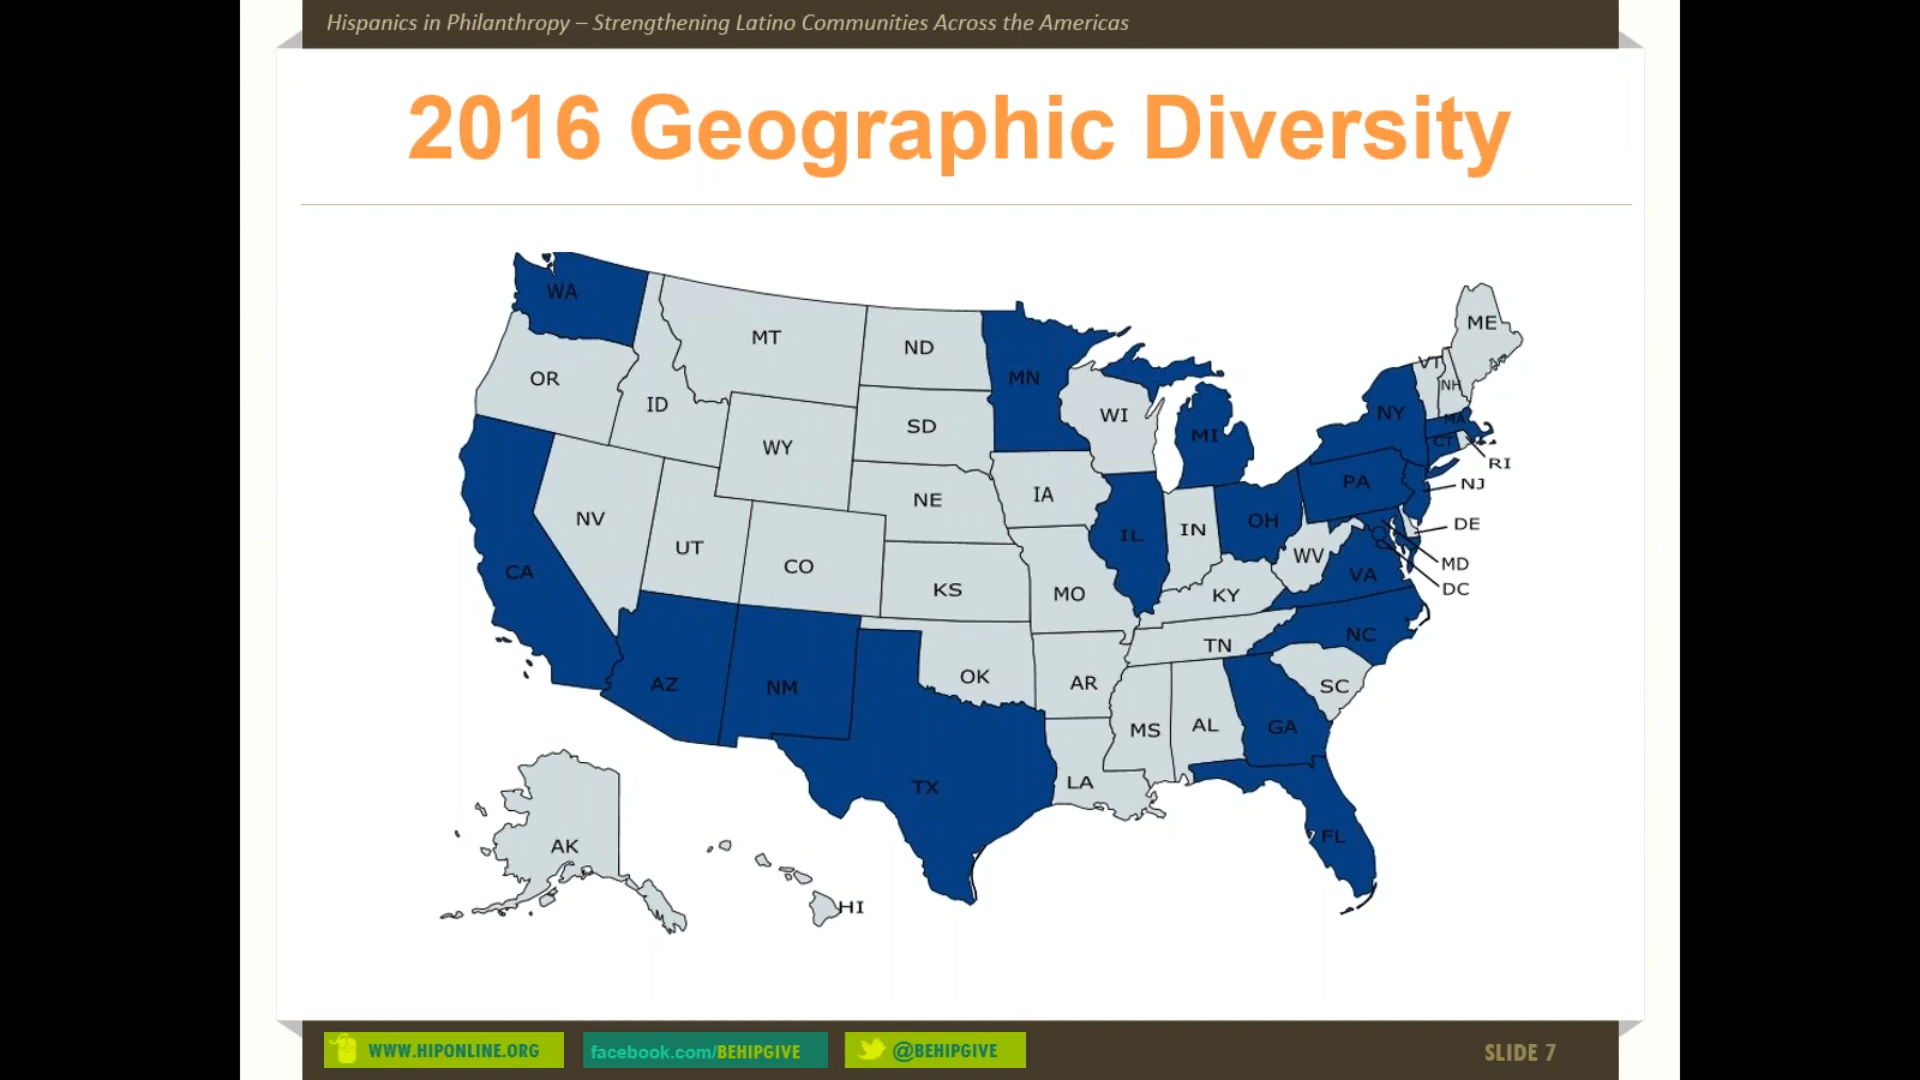 Hispanics in Philanthropy – Strengthening Latino Communities Across the Americas
2016 Geographic Diversity
WA
MT
ND
MN
ME
VT
NH
OR
ID
SD
WI
MI
NY
MA
CT
RI
WY
NE
IA
PA
NJ
NV
UT
CO
KS
MO
IL
IN
OH
WV
VA
DE
MD
DC
CA
KY
TN
NC
AZ
NM
OK
AR
SC
TX
LA
MS
AL
GA
FL
AK
HI
WWW.HIPONLINE.ORG
facebook.com/BEHIPGIVE
@BEHIPGIVE
SLIDE 7